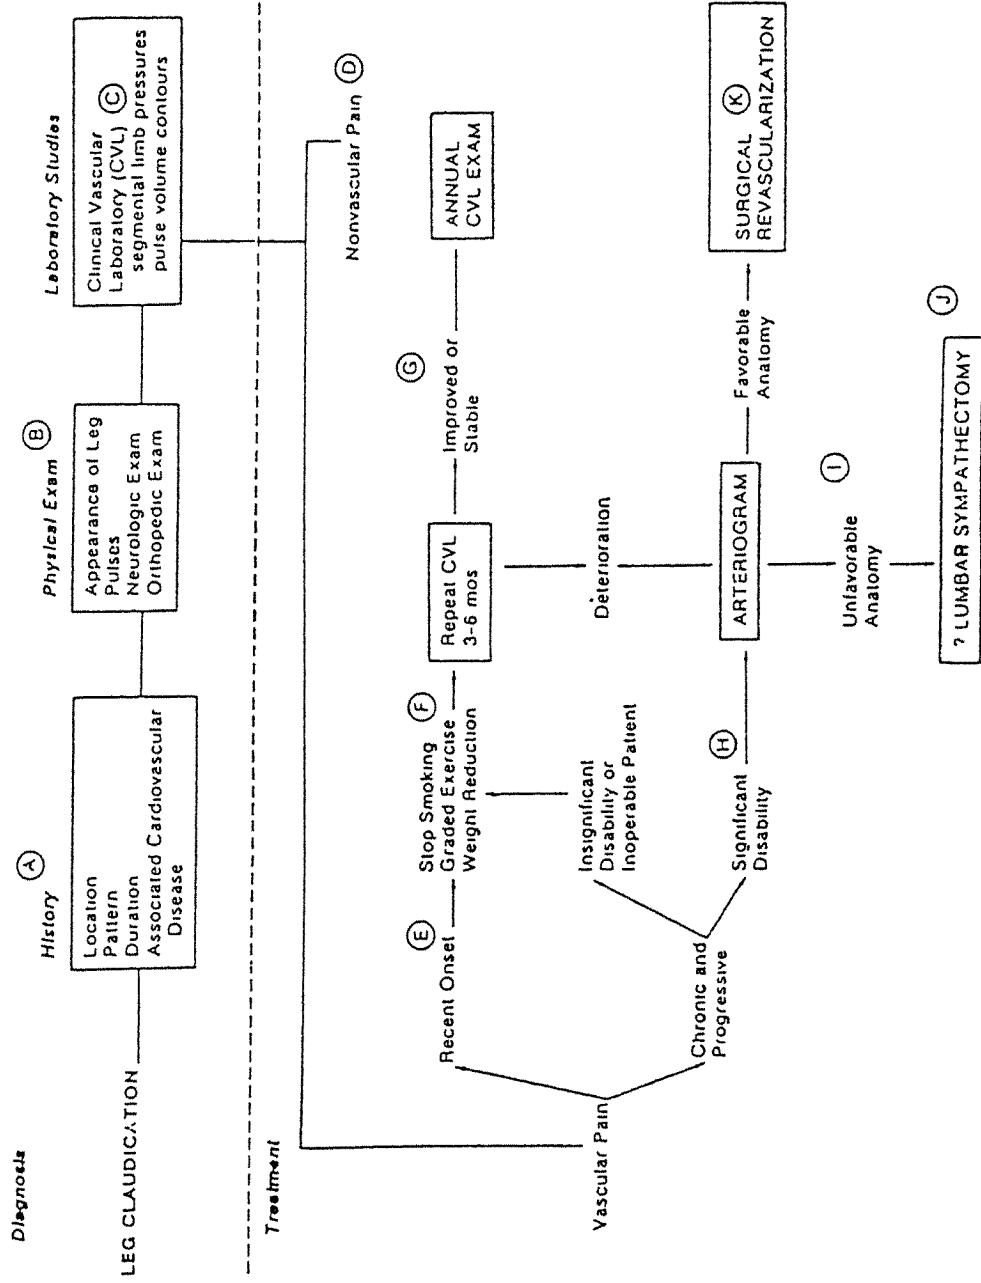 Diagnosis
History A
Physical Exam B
Laboratory Studies
LEG CLAUDICATION
Location
Pattern
Duration
Associated Cardiovascular
Disease
Appearance of Leg
Pulses
Neurologic Exam
Orthopedic Exam
Clinical Vascular
Laboratory (CVL) C
segmental limb pressures
pulse volume contours
Treatment
Nonvascular Pain D
Vascular Pain
Recent Onset E
Stop Smoking F
Graded Exercise
Weight Reduction
REPEAT CVL
3-6 mos
G
Improved or
Stable
ANNUAL
CVL EXAM
Insignificant
Disability or
Inoperable Patient
Deterioration
Chronic and
Progressive
Significant H
Disability
ARTERIOGRAM
Favorable
Anatomy
SURGICAL K
REVASCULARIZATION
I
Unfavorable
Anatomy
J
? LUMBAR SYMPATHECTOMY